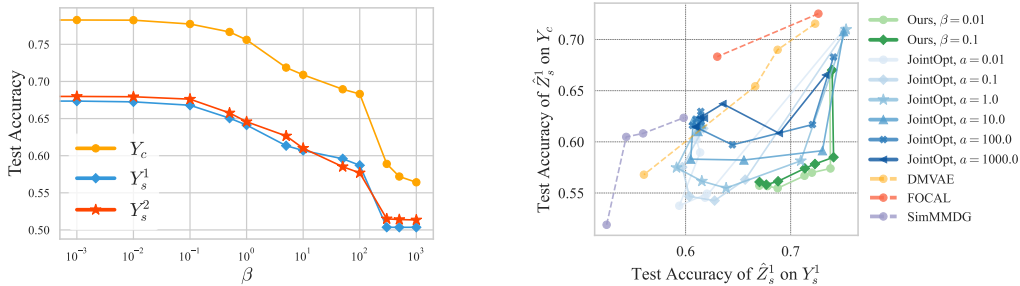 Test Accuracy
0.75
0.70
0.65
0.60
0.55
0.50
Y_c
Y_s^1
Y_s^2
10^{-3}
10^{-2}
10^{-1}
10^0
10^1
10^2
10^3
β
Test Accuracy of Ẑ_s^1 on Y_c
0.70
0.65
0.60
0.55
0.6
0.7
Test Accuracy of Ẑ_s^1 on Y_s^1
Ours, β = 0.01
Ours, β = 0.1
JointOpt, a = 0.01
JointOpt, a = 0.1
JointOpt, a = 1.0
JointOpt, a = 10.0
JointOpt, a = 100.0
JointOpt, a = 1000.0
DMVAE
FOCAL
SimMMDG